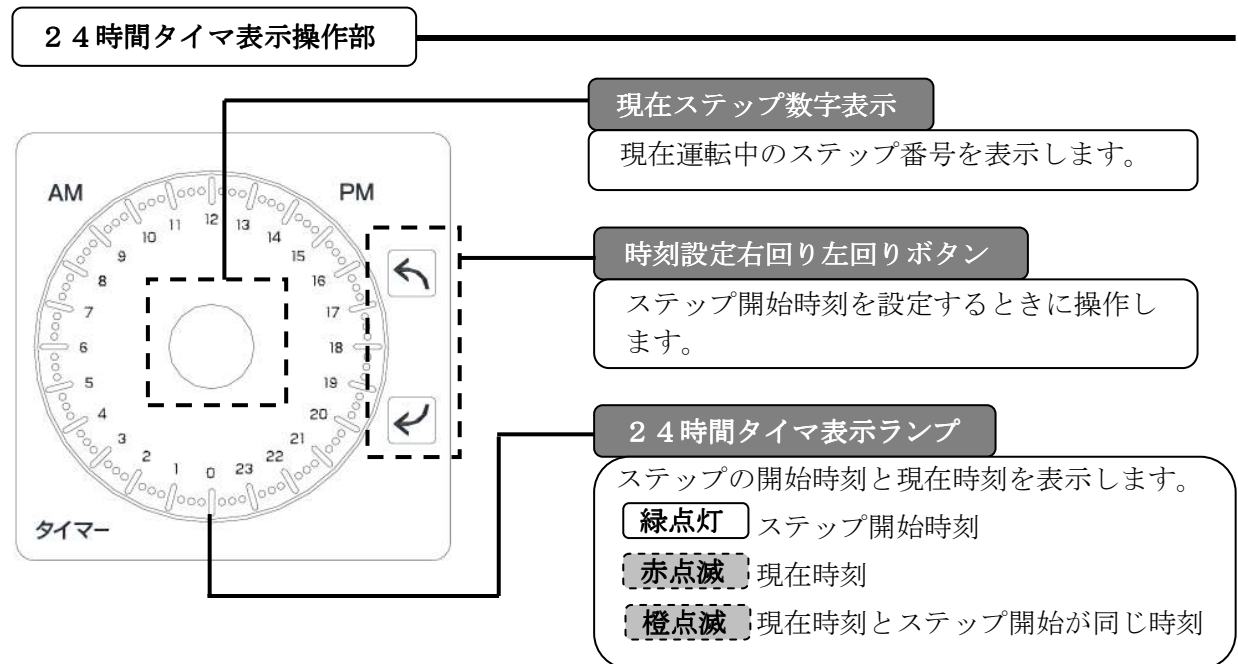 ２４時間タイマ表示操作部
現在ステップ数字表示
現在運転中のステップ番号を表示します。
AM
PM
12
13
14
15
16
17
18
19
20
21
22
23
0
1
2
3
4
5
6
7
8
9
10
11
タイマー
時刻設定右回り左回りボタン
ステップ開始時刻を設定するときに操作し
ます。
２４時間タイマ表示ランプ
ステップの開始時刻と現在時刻を表示します。
緑点灯 ステップ開始時刻
赤点滅 現在時刻
橙点滅 現在時刻とステップ開始が同じ時刻